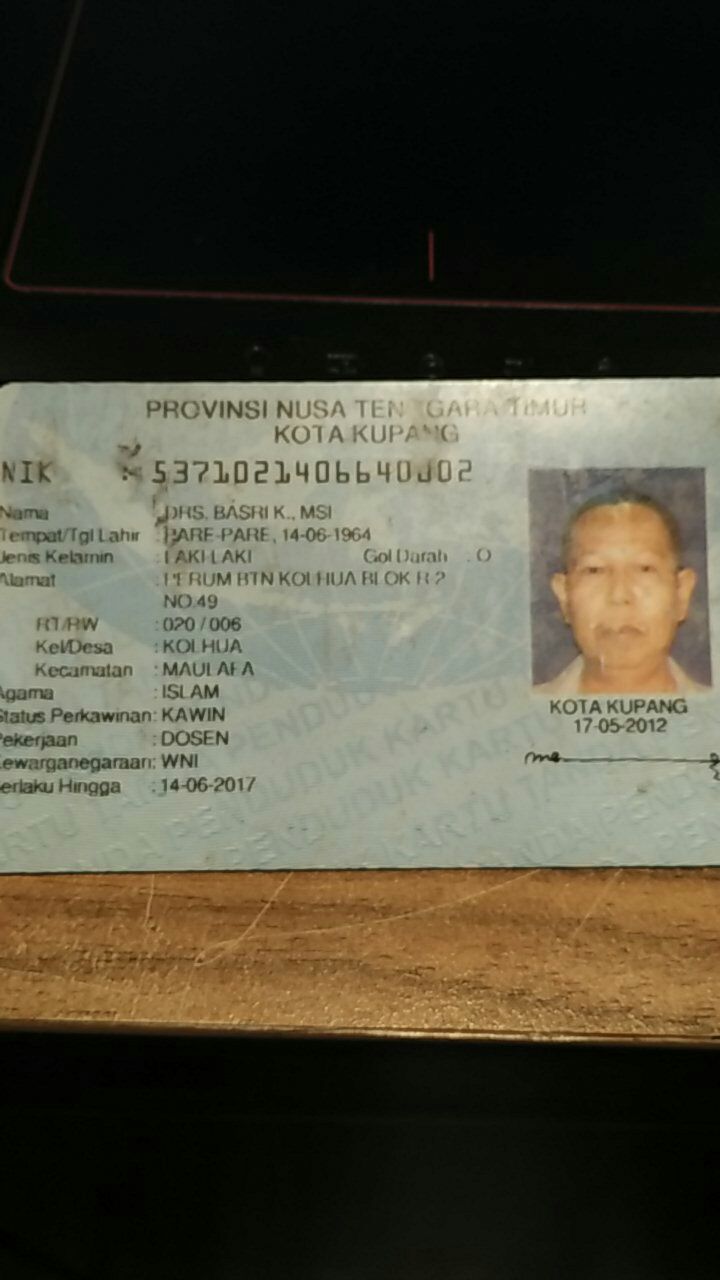 PROVINSI NUSA TENGGARA TIMUR
KOTA KUPANG
NIK : 5371021406640002
Nama : DRS. BASRI K., MSI
Tempat/Tgl Lahir : PARE-PARE, 14-06-1964
Jenis Kelamin : LAKI-LAKI Gol Darah : O
Alamat : PERUM BTN KOLHUA BLOK R 2
NO.49
RT/RW : 020 / 006
Kel/Desa : KOLHUA
Kecamatan : MAULAFA
Agama : ISLAM
Status Perkawinan: KAWIN
Pekerjaan : DOSEN
Kewarganegaraan: WNI
Berlaku Hingga : 14-06-2017
KOTA KUPANG
17-05-2012